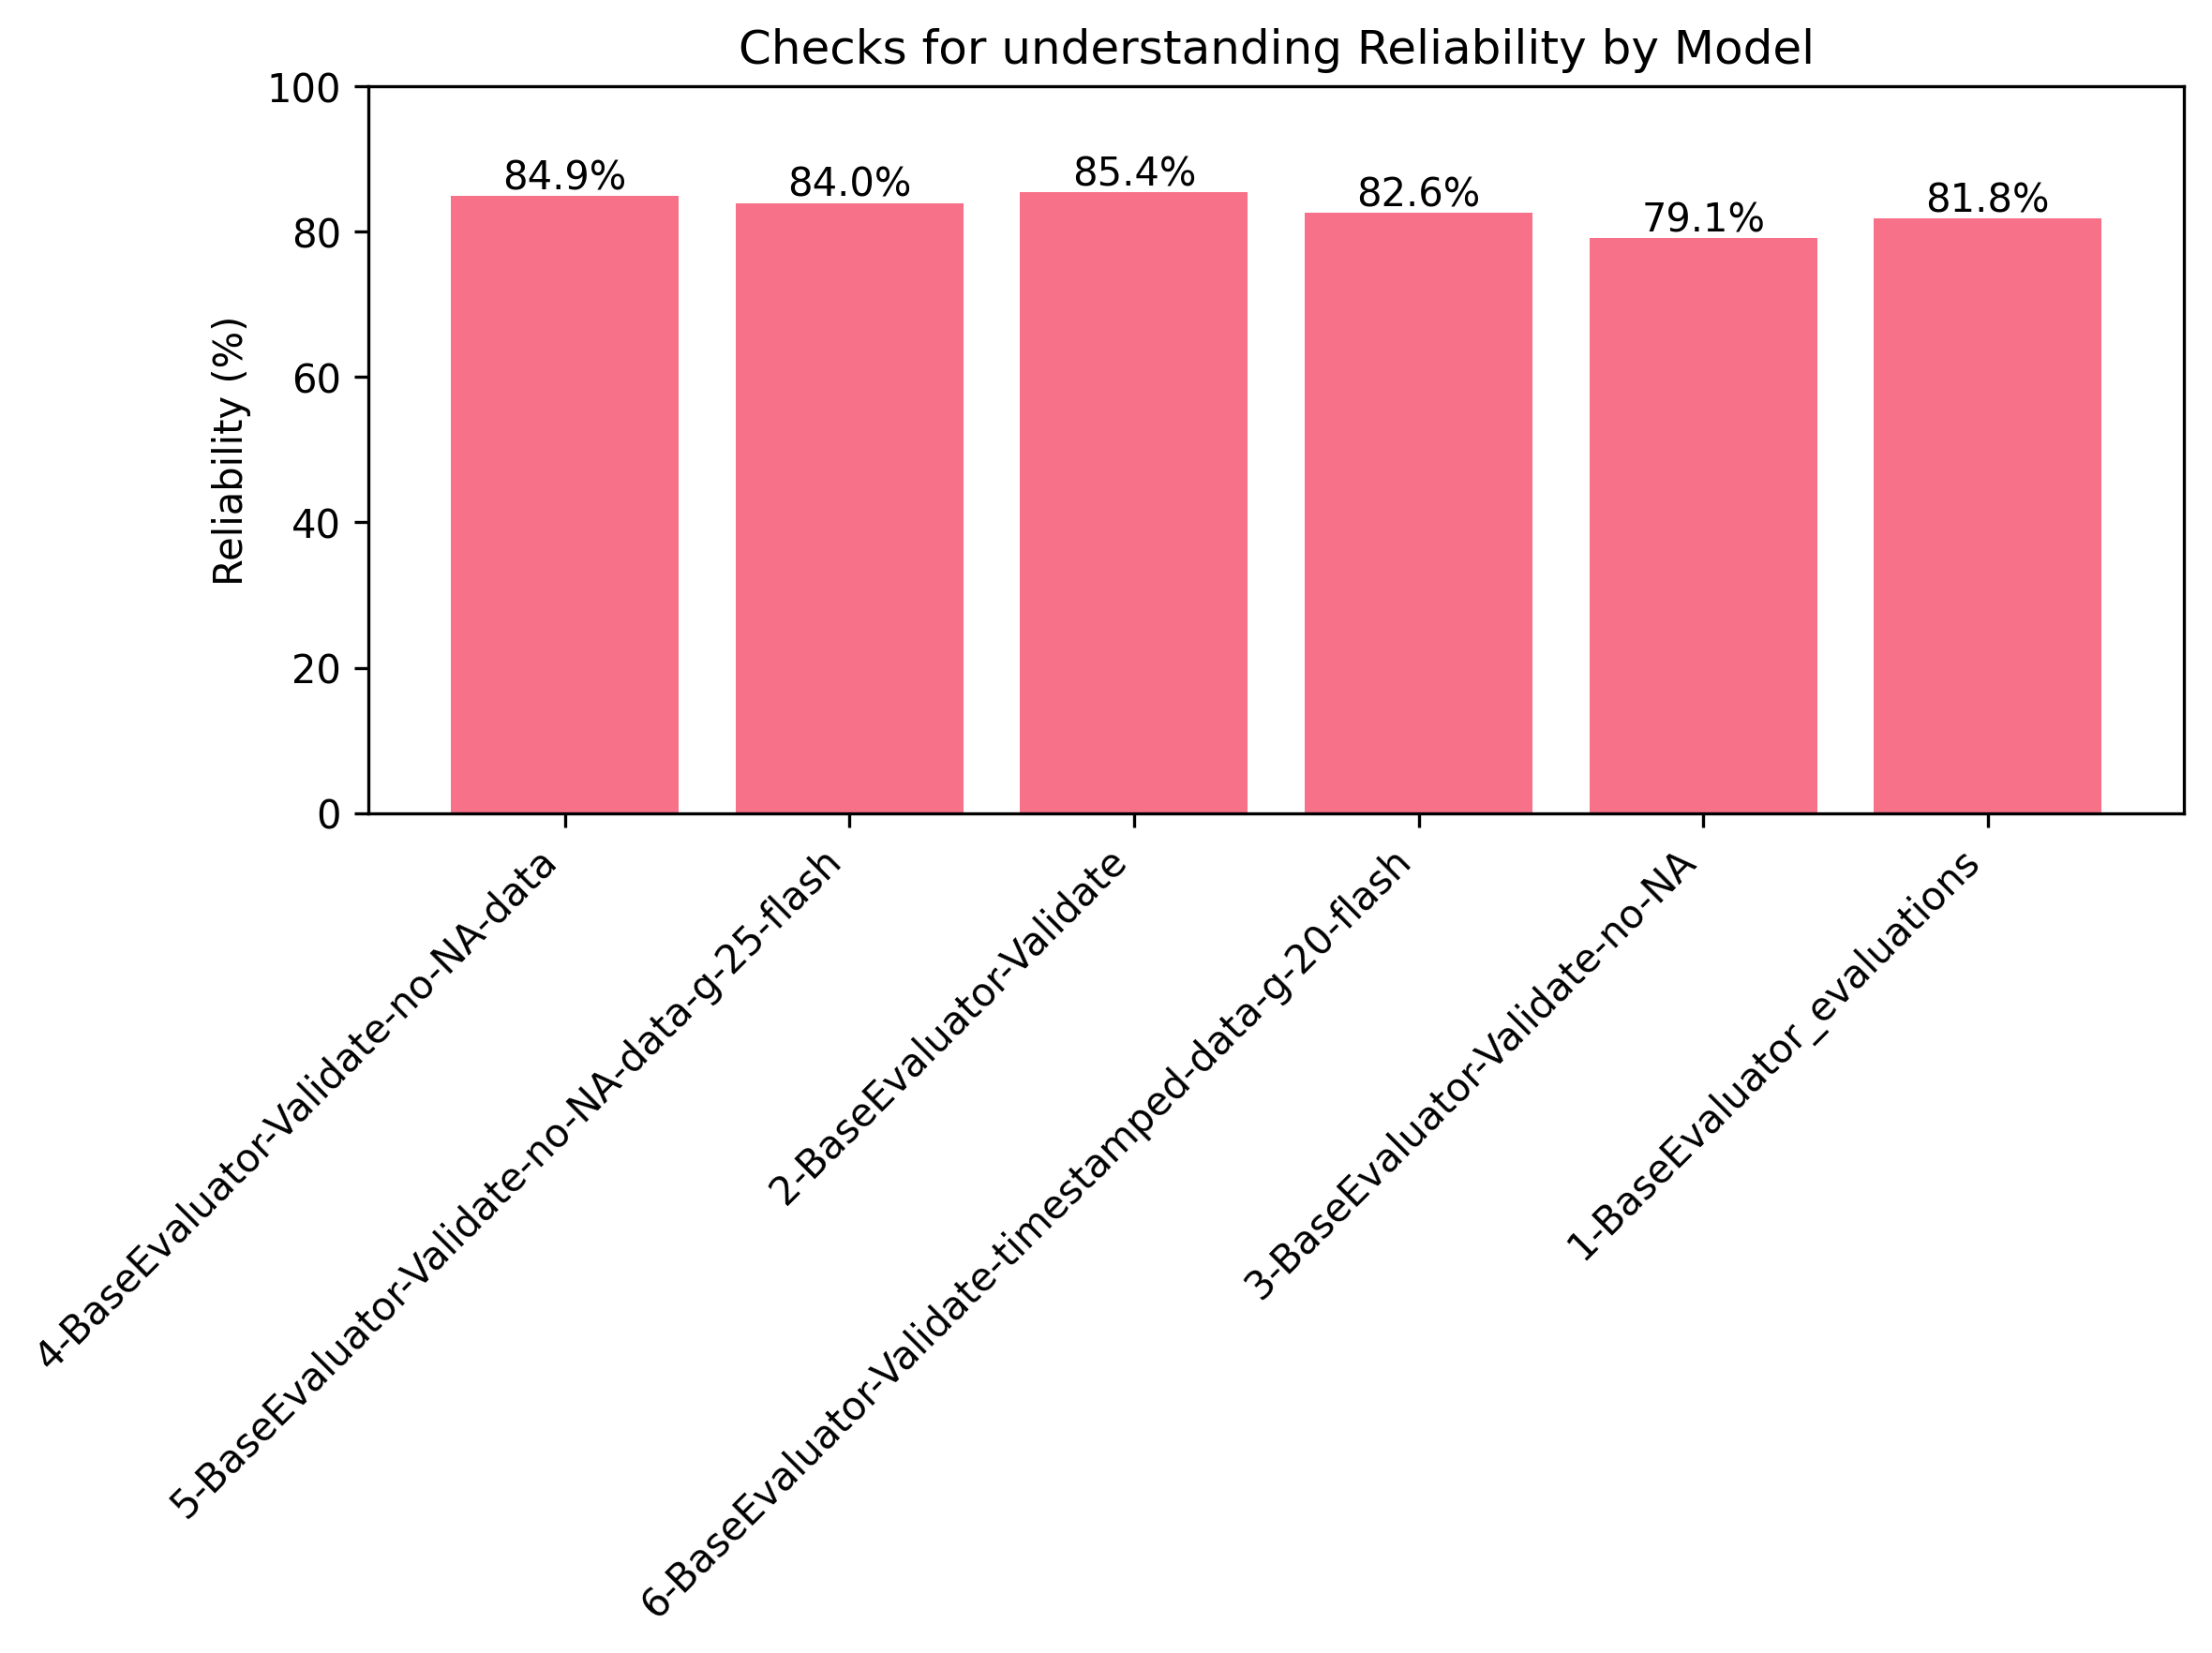 Checks for understanding Reliability by Model
Reliability (%)
100
80
60
40
20
0
84.9%
84.0%
85.4%
82.6%
79.1%
81.8%
4-BaseEvaluator-Validate-no-NA-data
5-BaseEvaluator-Validate-no-NA-data-g-25-flash
2-BaseEvaluator-Validate
6-BaseEvaluator-Validate-timestamped-data-g-20-flash
3-BaseEvaluator-Validate-no-NA
1-BaseEvaluator_evaluations